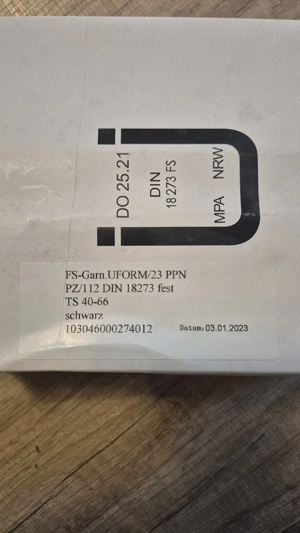 DO 25.21
DIN
18 273 FS
MPA NRW
FS-Garn.UFORM/23 PPN
PZ/112 DIN 18273 fest
TS 40-66
schwarz
103046000274012
Datum: 03.01.2023